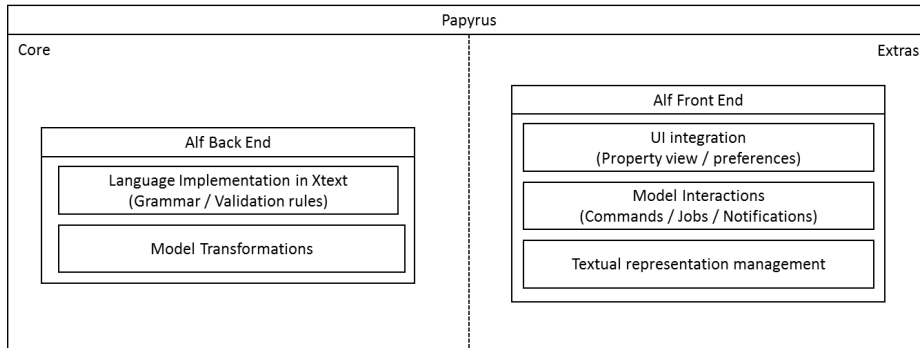 Papyrus
Core
Extras
Alf Back End
Language Implementation in Xtext
(Grammar / Validation rules)
Model Transformations
Alf Front End
UI integration
(Property view / preferences)
Model Interactions
(Commands / Jobs / Notifications)
Textual representation management